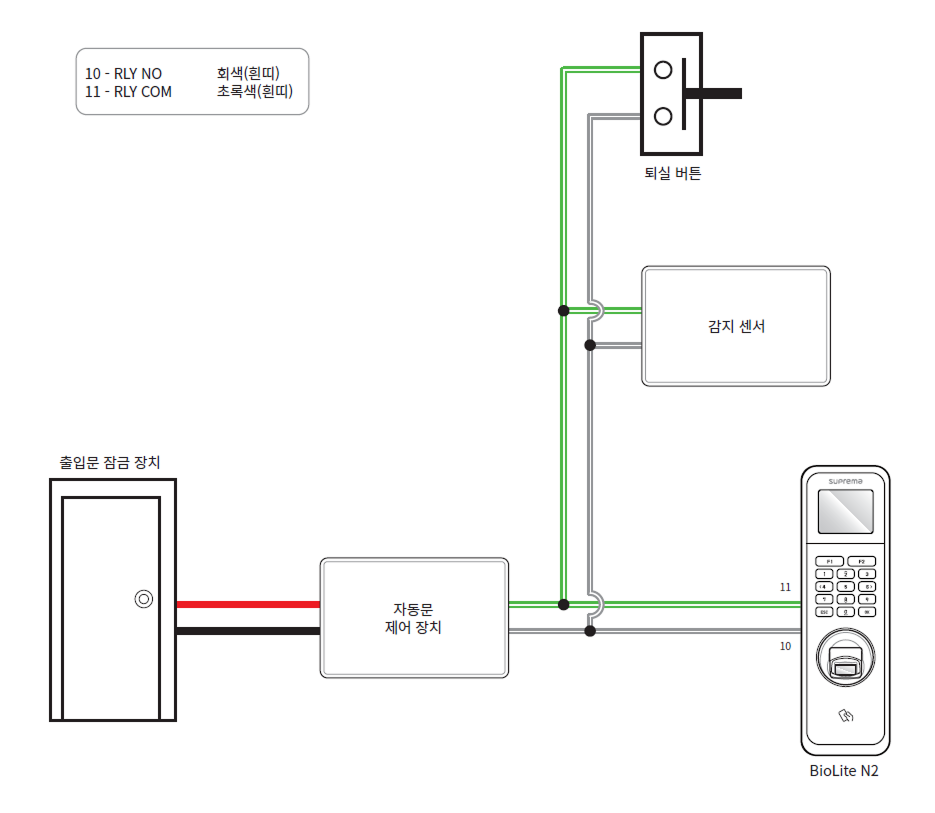 10 - RLY NO 회색(흰띠)
11 - RLY COM 초록색(흰띠)
퇴실 버튼
감지 센서
출입문 잠금 장치
자동문
제어 장치
11
10
suprema
F1 F2
1 2 3
4 5 6
7 8 9
ESC 0 OK
BioLite N2